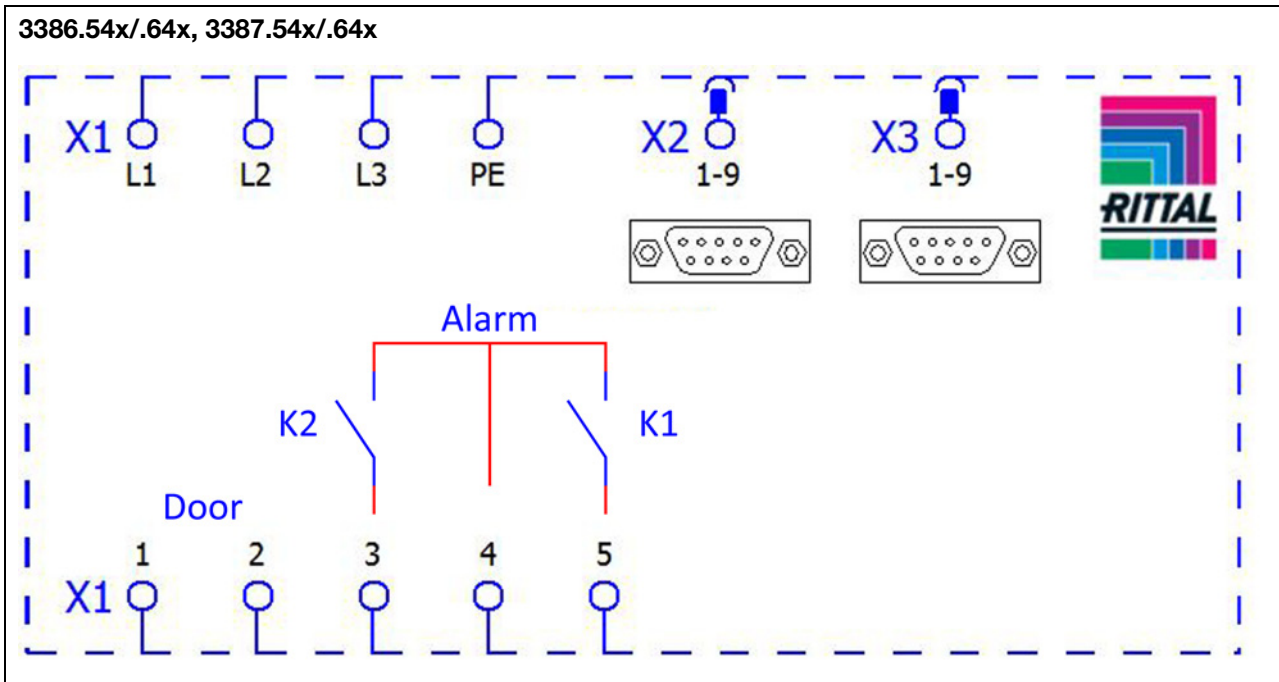 3386.54x/.64x, 3387.54x/.64x
X1 X2 X3
L1 L2 L3 PE 1-9 1-9
RITTAL
Alarm
K2 K1
Door
1 2 3 4 5
X1